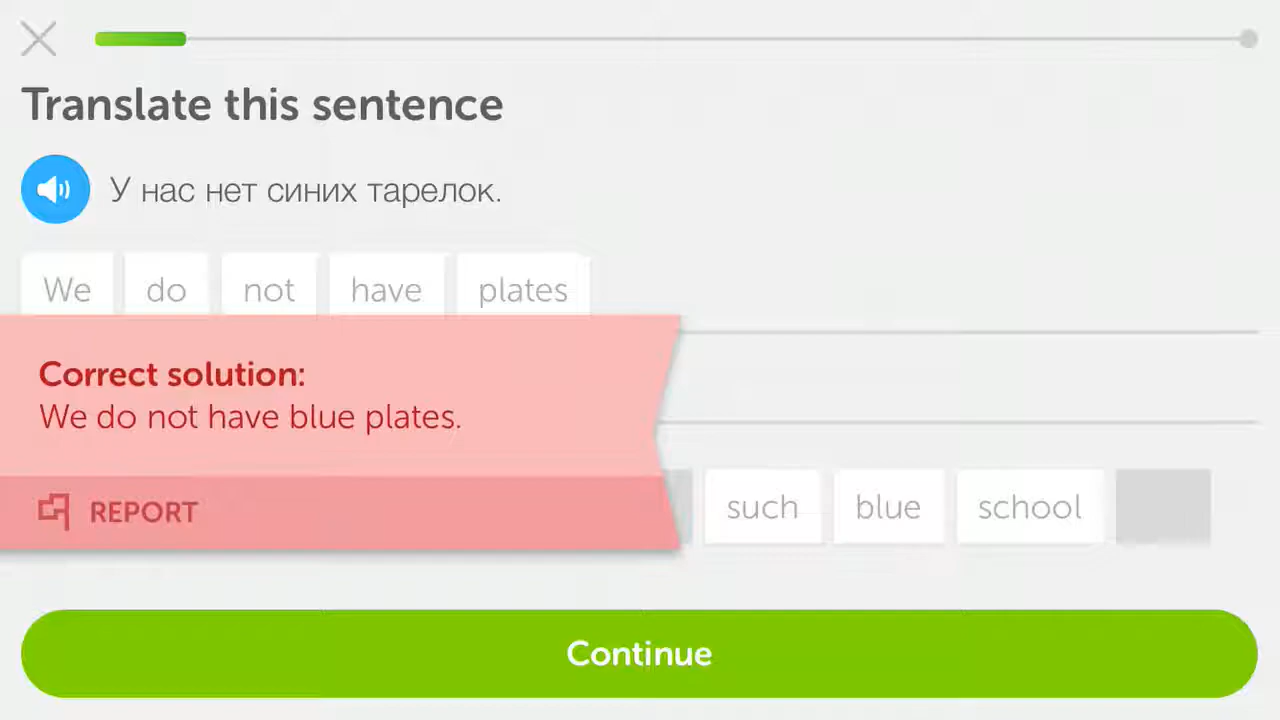 Translate this sentence
У нас нет синих тарелок.
We do not have plates
Correct solution:
We do not have blue plates.
REPORT
such blue school
Continue